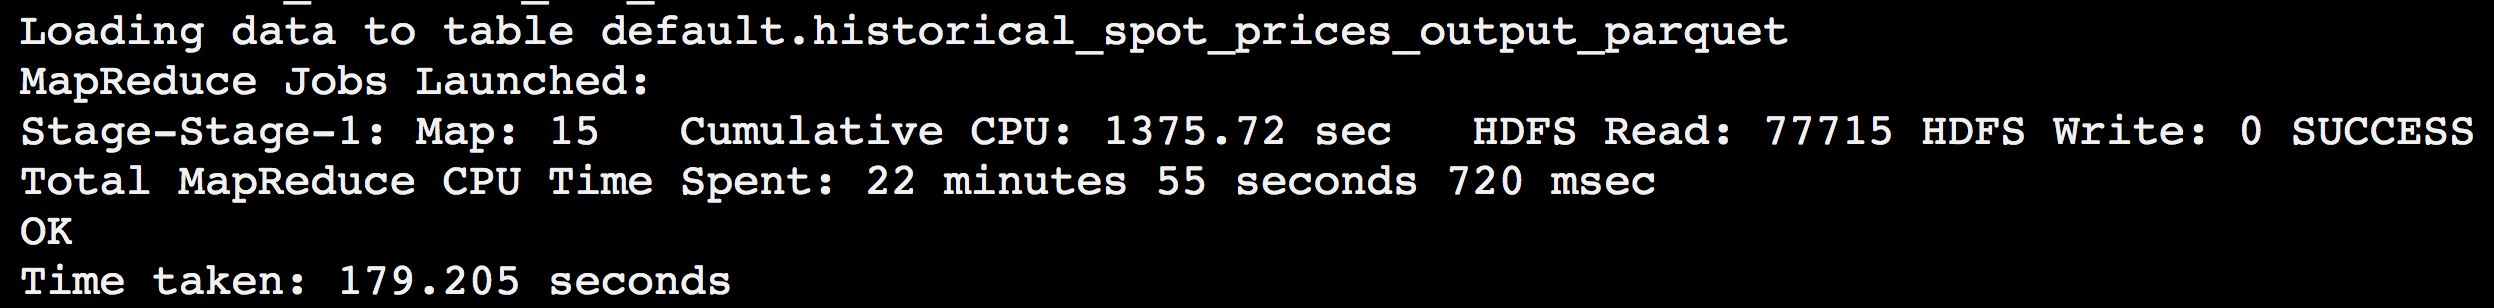 Loading data to table default.historical_spot_prices_output_parquet
MapReduce Jobs Launched:
Stage-Stage-1: Map: 15   Cumulative CPU: 1375.72 sec   HDFS Read: 77715 HDFS Write: 0 SUCCESS
Total MapReduce CPU Time Spent: 22 minutes 55 seconds 720 msec
OK
Time taken: 179.205 seconds